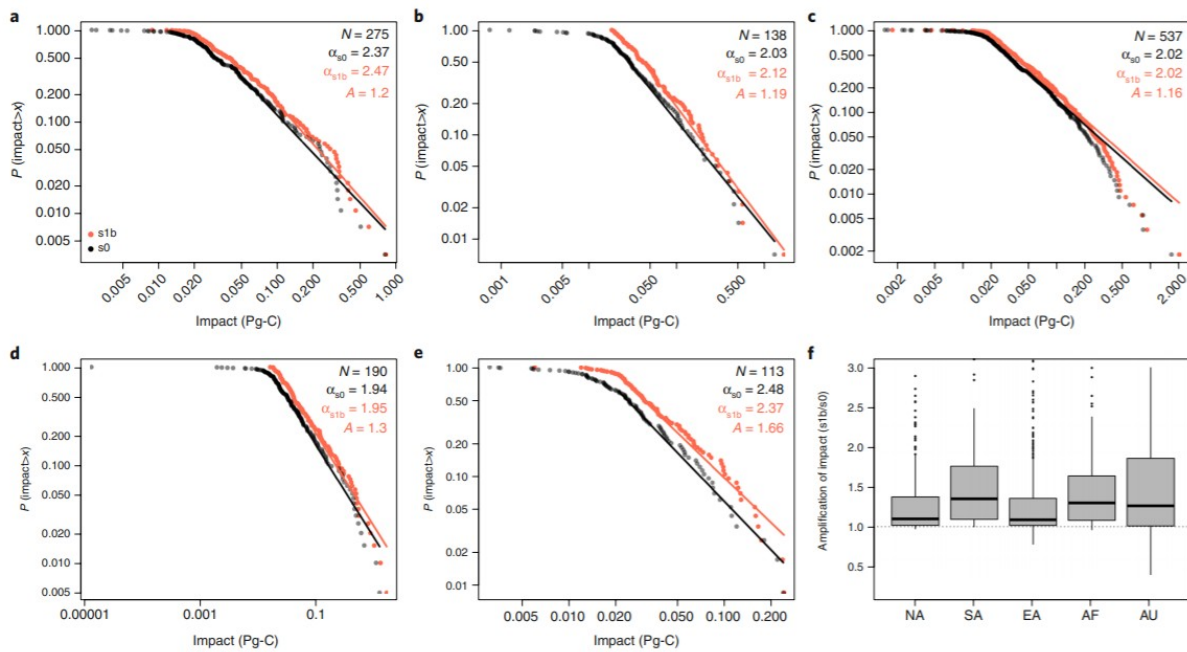 a
P (impact>x)
1.000
0.500
0.200
0.100
0.050
0.020
0.010
0.005
N = 275
αs0 = 2.37
αs1b = 2.47
A = 1.2
s1b
s0
0.005
0.010
0.020
0.050
0.100
0.200
0.500
1.000
Impact (Pg-C)
b
P (impact>x)
1.00
0.50
0.20
0.10
0.05
0.02
0.01
N = 138
αs0 = 2.03
αs1b = 2.12
A = 1.19
0.001
0.005
0.050
0.500
Impact (Pg-C)
c
P (impact>x)
1.000
0.500
0.200
0.100
0.050
0.020
0.010
0.005
0.002
N = 537
αs0 = 2.02
αs1b = 2.02
A = 1.16
0.002
0.005
0.020
0.050
0.200
0.500
2.000
Impact (Pg-C)
d
P (impact>x)
1.000
0.500
0.200
0.100
0.050
0.020
0.010
0.005
N = 190
αs0 = 1.94
αs1b = 1.95
A = 1.3
0.00001
0.001
0.1
Impact (Pg-C)
e
P (impact>x)
1.00
0.50
0.20
0.10
0.05
0.02
0.01
N = 113
αs0 = 2.48
αs1b = 2.37
A = 1.66
0.005
0.010
0.020
0.050
0.100
0.200
Impact (Pg-C)
f
Amplification of impact (s1b/s0)
3.0
2.5
2.0
1.5
1.0
0.5
NA
SA
EA
AF
AU